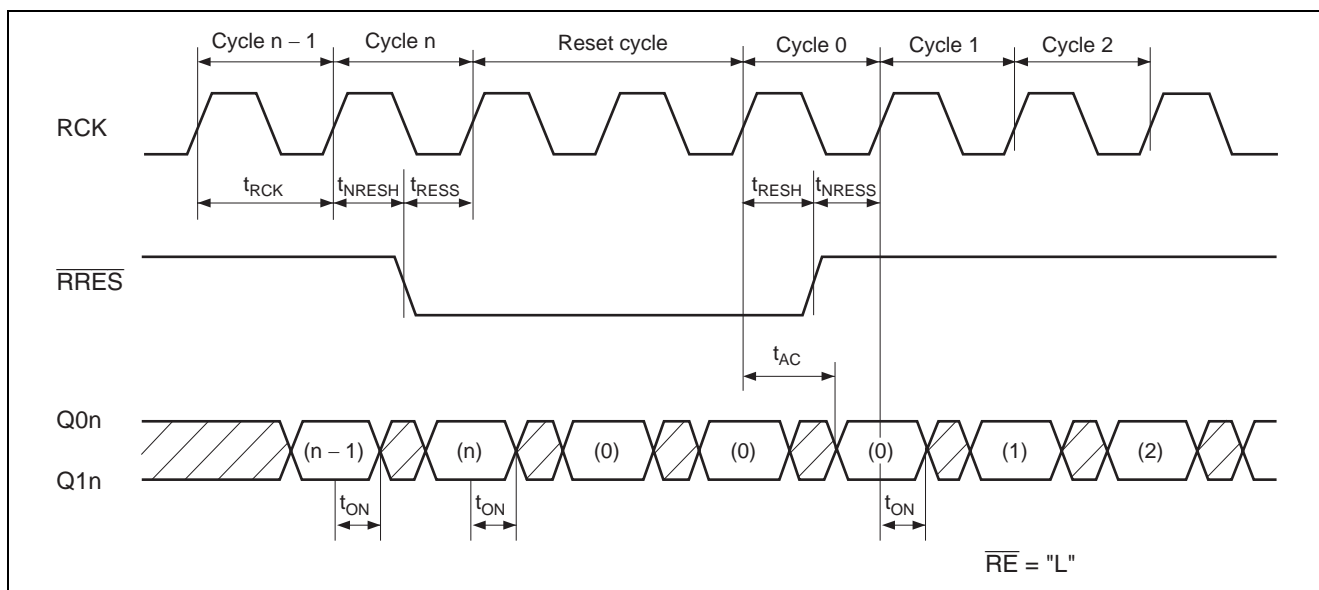 Cycle n – 1 Cycle n Reset cycle Cycle 0 Cycle 1 Cycle 2
RCK
tRCK tNRESH tRESS tRESH tNRESS
RRES
tAC
Q0n
(n – 1) (n) (0) (0) (0) (1) (2)
Q1n
tON tON tON
RE = "L"